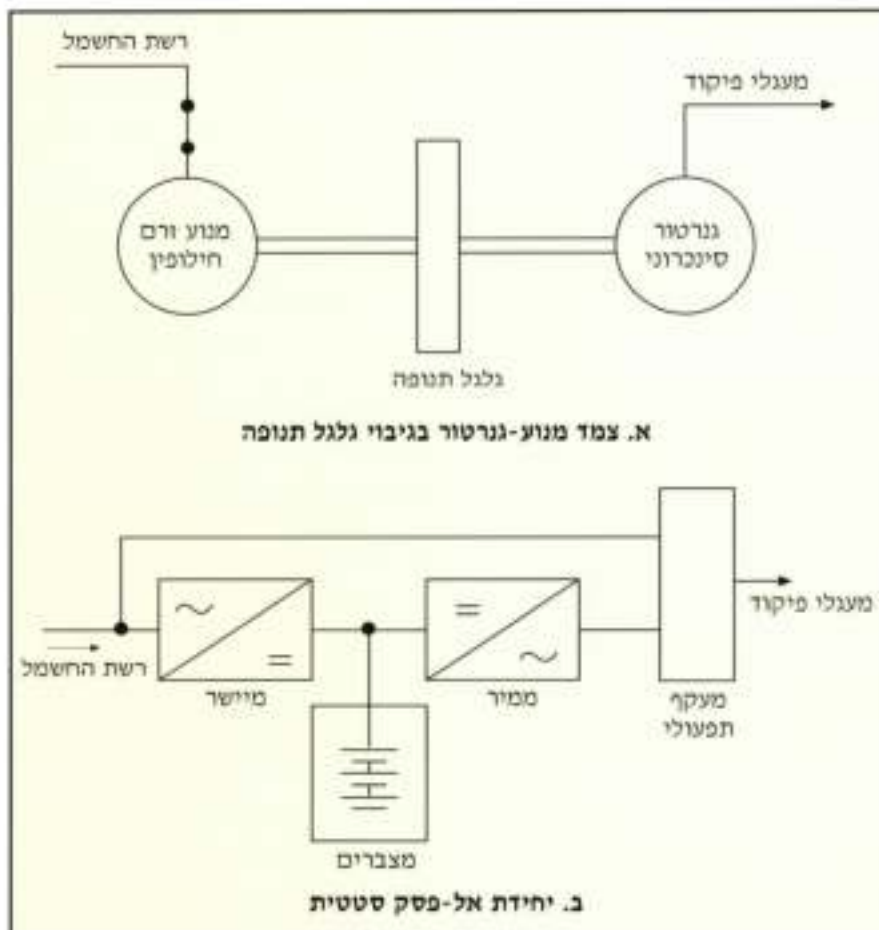 רשת החשמל
מעגלי פיקוד
מנוע זרם
חילופין
גנרטור
סינכרוני
גלגל תנופה
א. צמד מנוע-גנרטור בגיבוי גלגל תנופה
מעגלי פיקוד
רשת החשמל
מיישר
ממיר
מעקף
תפעולי
מצברים
ב. יחידת אל-פסק סטטית